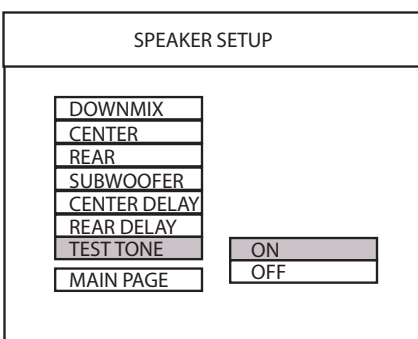 SPEAKER SETUP
DOWNMIX
CENTER
REAR
SUBWOOFER
CENTER DELAY
REAR DELAY
TEST TONE
ON
OFF
MAIN PAGE